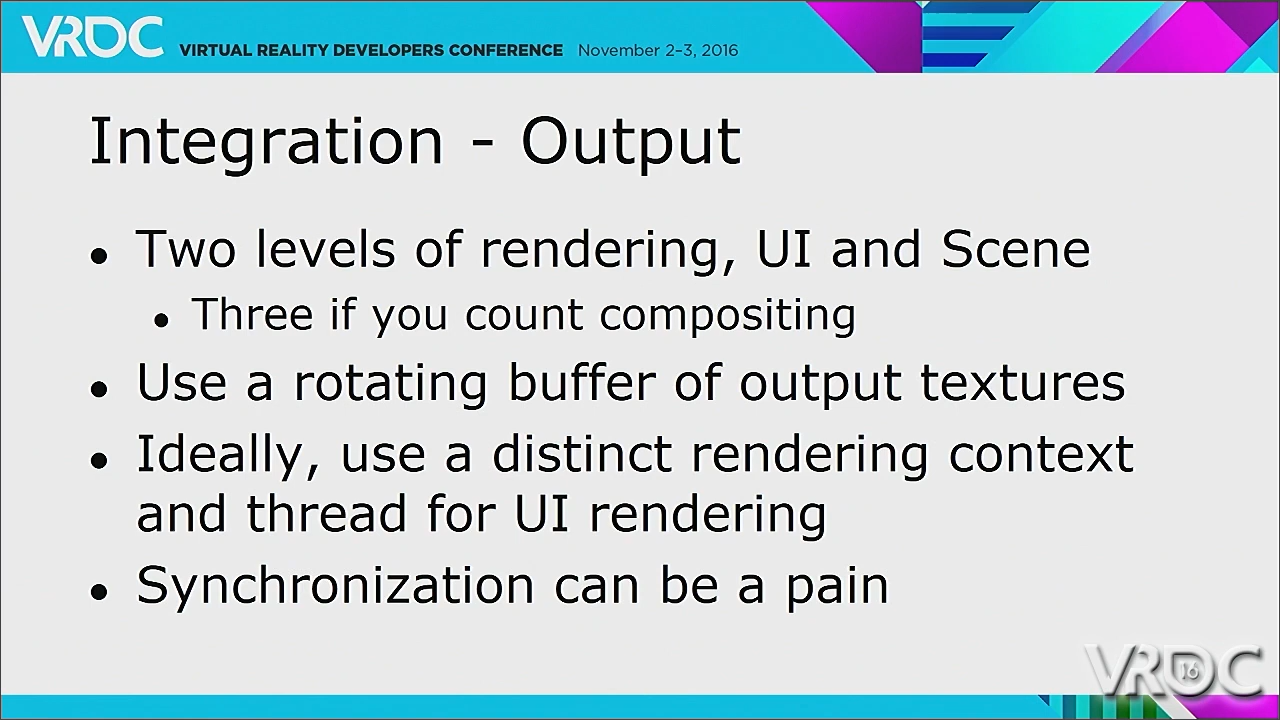 VRDC VIRTUAL REALITY DEVELOPERS CONFERENCE November 2-3, 2016
Integration - Output
• Two levels of rendering, UI and Scene
• Three if you count compositing
• Use a rotating buffer of output textures
• Ideally, use a distinct rendering context
and thread for UI rendering
• Synchronization can be a pain
VRDC 16